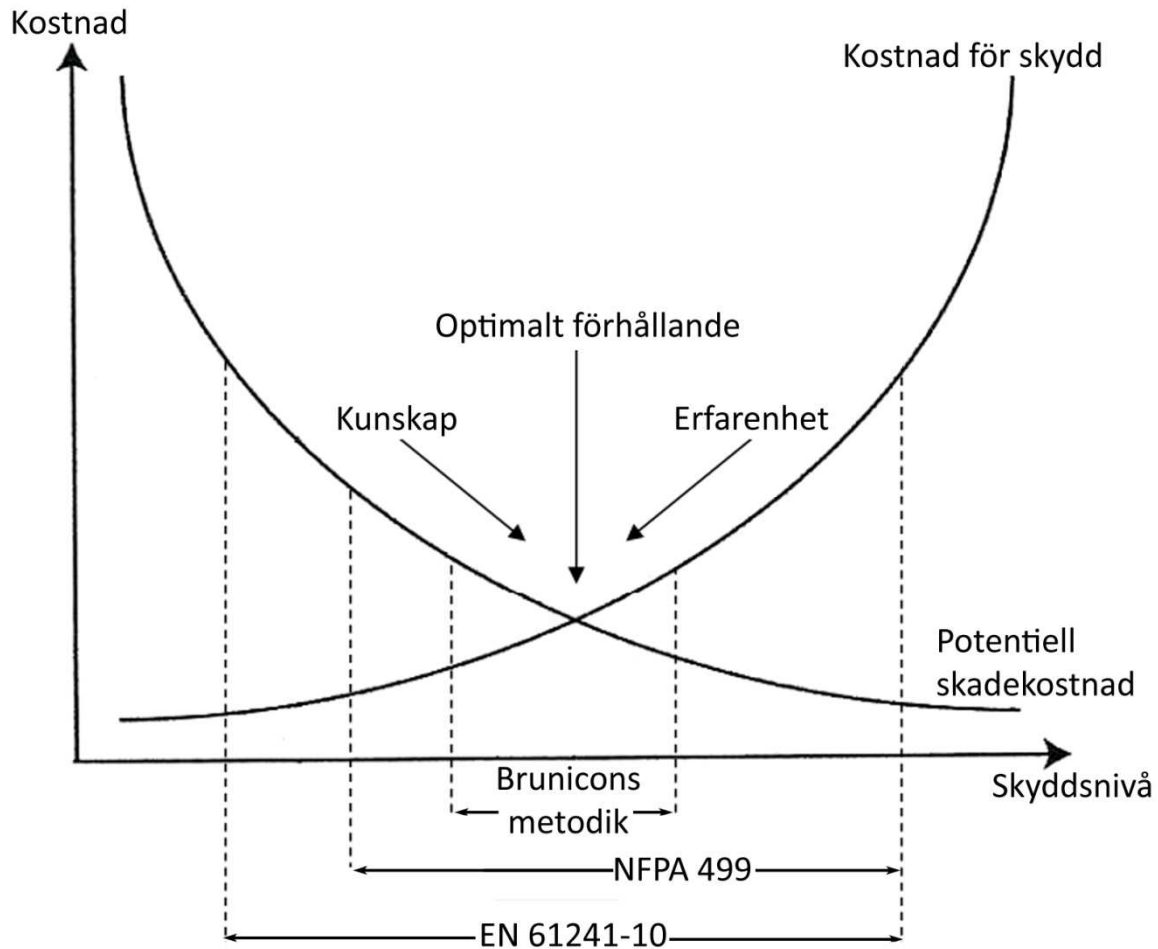 Kostnad
Kostnad för skydd
Optimalt förhållande
Kunskap
Erfarenhet
Potentiell
skadekostnad
Skyddsnivå
Brunicons
metodik
NFPA 499
EN 61241-10